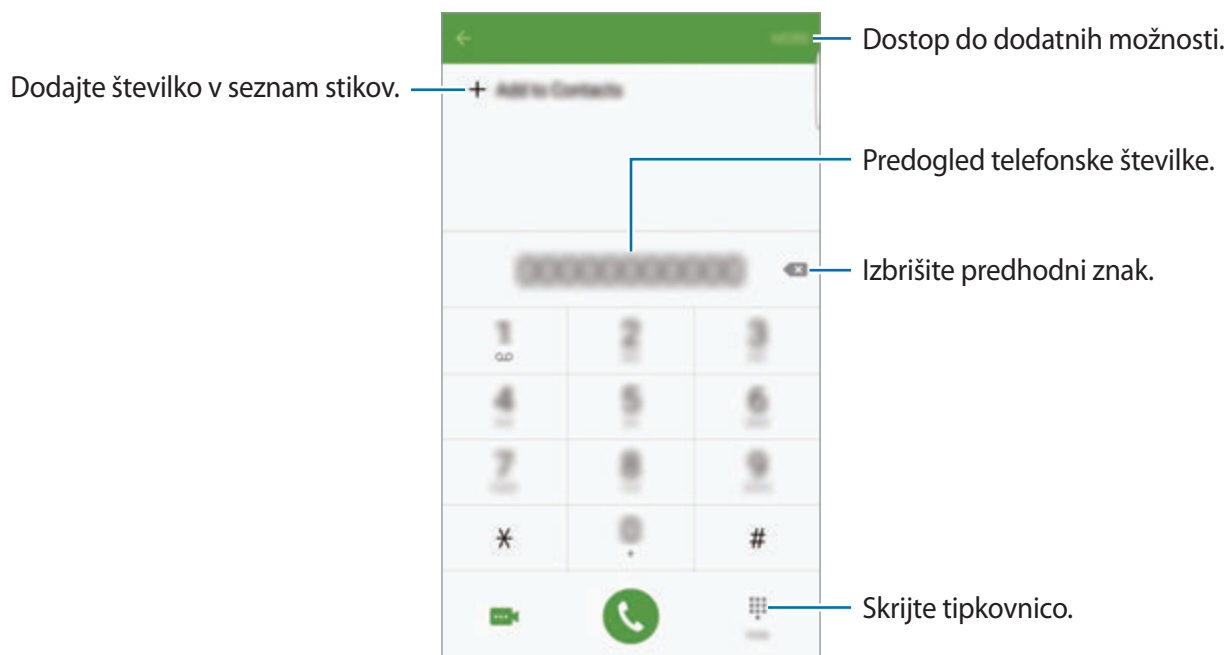 Dostop do dodatnih možnosti.
Dodajte številko v seznam stikov.
Add to Contacts
Predogled telefonske številke.
Izbrišite predhodni znak.
1
2
3
4
5
6
7
8
9
*
0
+
#
Skrijte tipkovnico.